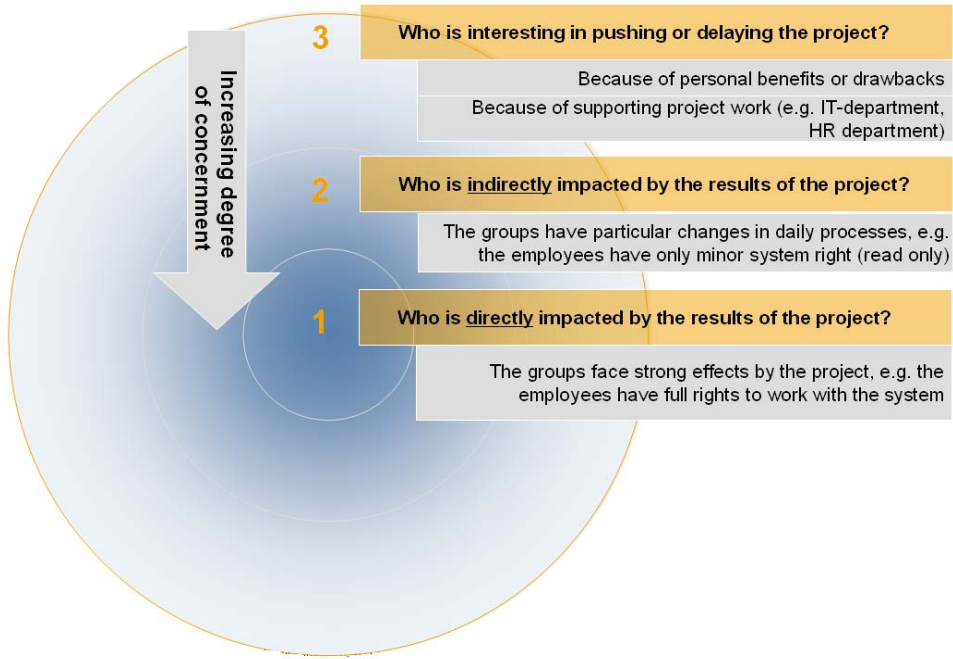 3
Who is interesting in pushing or delaying the project?
Because of personal benefits or drawbacks
Because of supporting project work (e.g. IT-department,
HR department)
Increasing degree
of concernment
2
Who is indirectly impacted by the results of the project?
The groups have particular changes in daily processes, e.g.
the employees have only minor system right (read only)
1
Who is directly impacted by the results of the project?
The groups face strong effects by the project, e.g. the
employees have full rights to work with the system